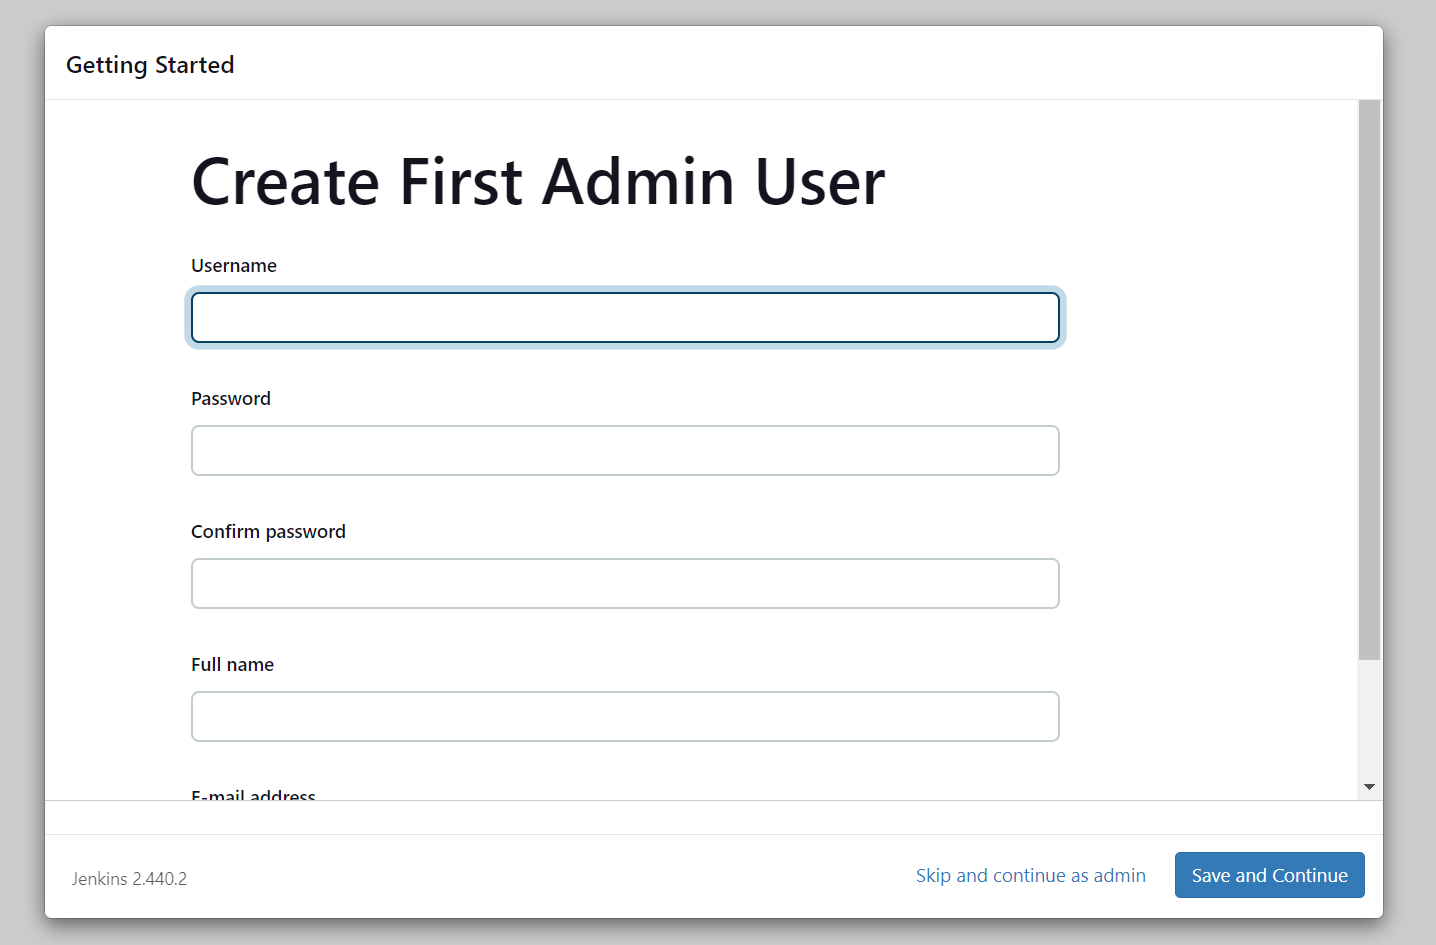 Getting Started
Create First Admin User
Username
Password
Confirm password
Full name
E-mail address
Jenkins 2.440.2
Skip and continue as admin
Save and Continue